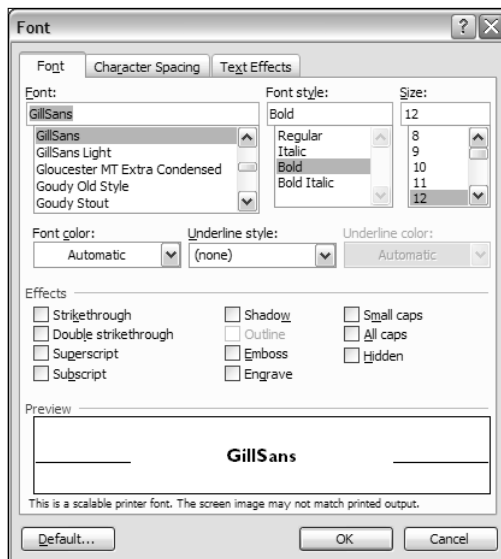 Font
Font
Character Spacing
Text Effects
Font:
Font style:
Size:
GillSans
Bold
12
GillSans
GillSans Light
Gloucester MT Extra Condensed
Goudy Old Style
Goudy Stout
Regular
Italic
Bold
Bold Italic
8
9
10
11
12
Font color:
Underline style:
Underline color:
Automatic
(none)
Automatic
Effects
Strikethrough
Double strikethrough
Superscript
Subscript
Shadow
Outline
Emboss
Engrave
Small caps
All caps
Hidden
Preview
GillSans
This is a scalable printer font. The screen image may not match printed output.
Default...
OK
Cancel